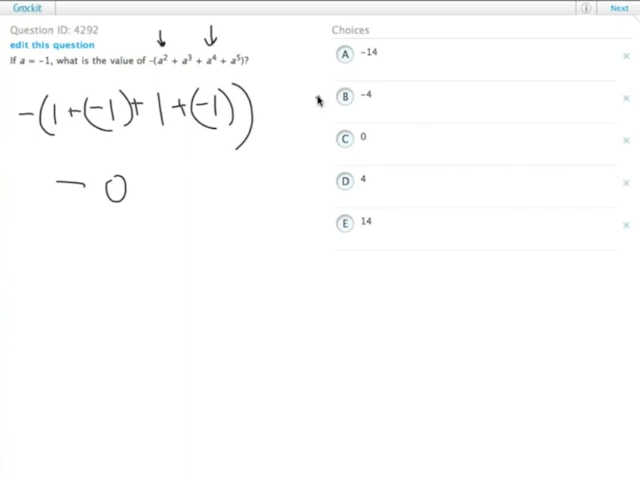 Grockit
Next
Question ID: 4292
edit this question
If a = −1, what is the value of -(a² + a³ + a⁴ + a⁵)?
-(1+(-1)+1+(-1))
- 0
Choices
A -14
B -4
C 0
D 4
E 14